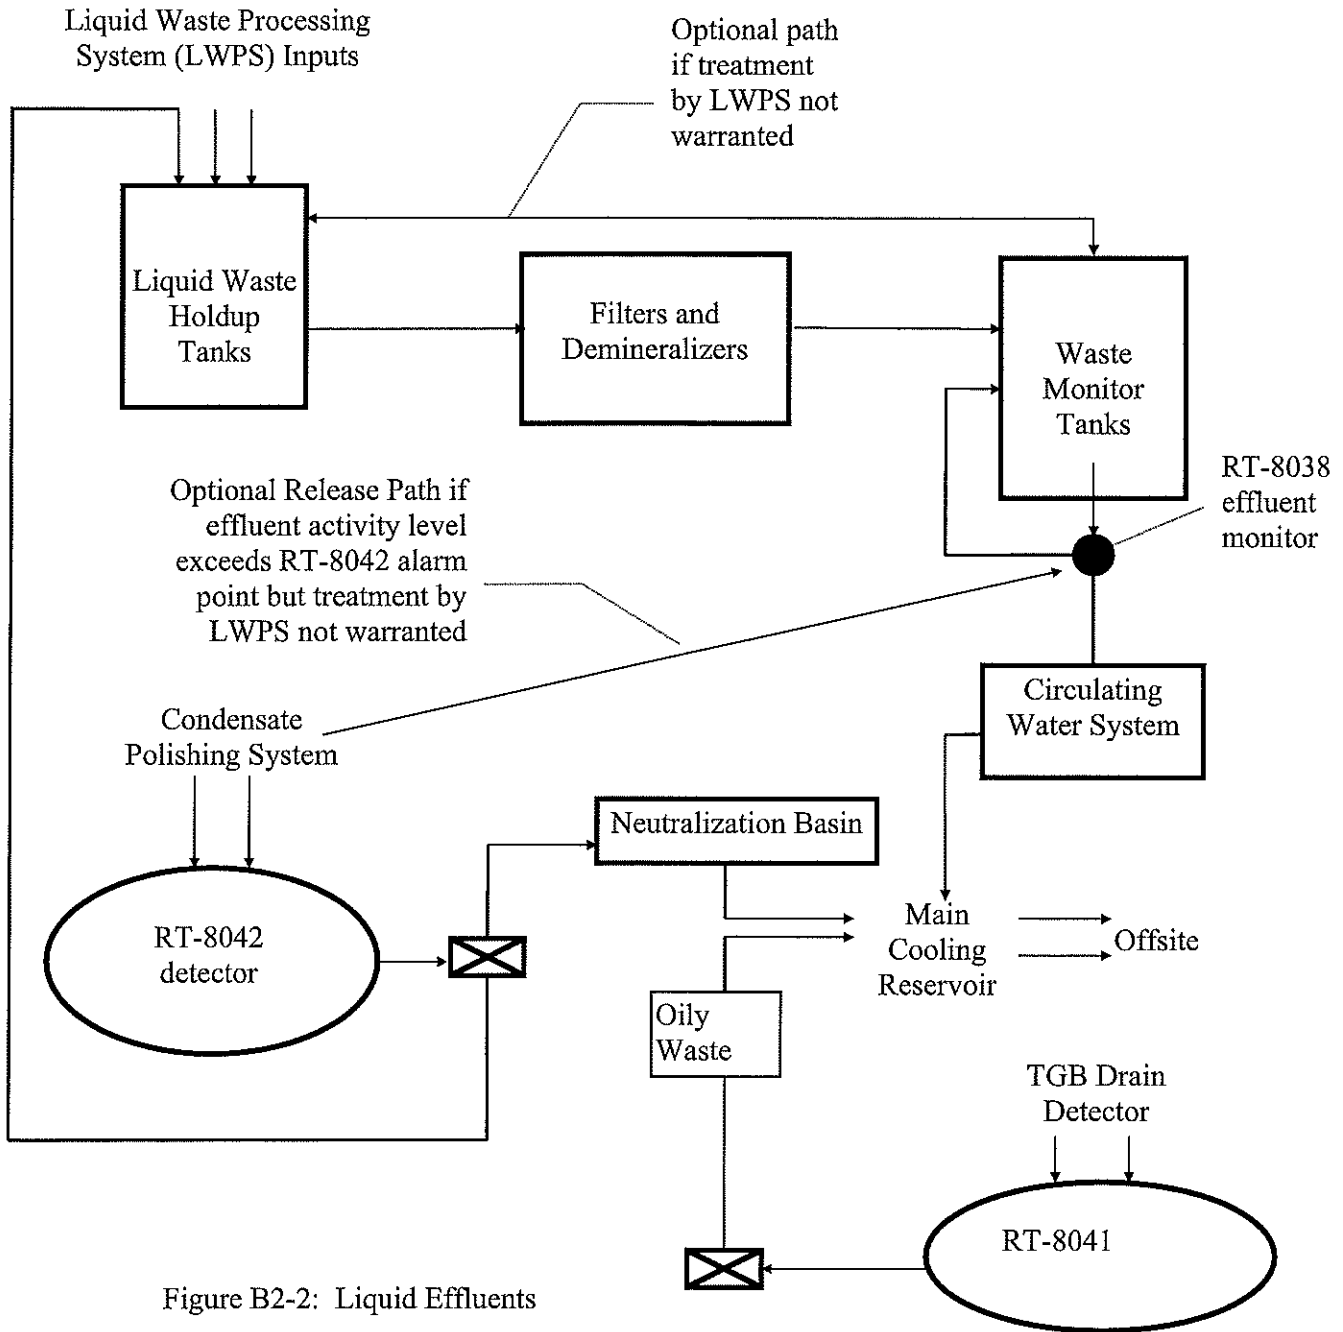 Liquid Waste Processing
System (LWPS) Inputs
Optional path
if treatment
by LWPS not
warranted
Liquid Waste
Holdup
Tanks
Filters and
Demineralizers
Waste
Monitor
Tanks
RT-8038
effluent
monitor
Optional Release Path if
effluent activity level
exceeds RT-8042 alarm
point but treatment by
LWPS not warranted
Circulating
Water System
Condensate
Polishing System
Neutralization Basin
RT-8042
detector
Main
Cooling
Reservoir
Offsite
Oily
Waste
TGB Drain
Detector
RT-8041
Figure B2-2: Liquid Effluents